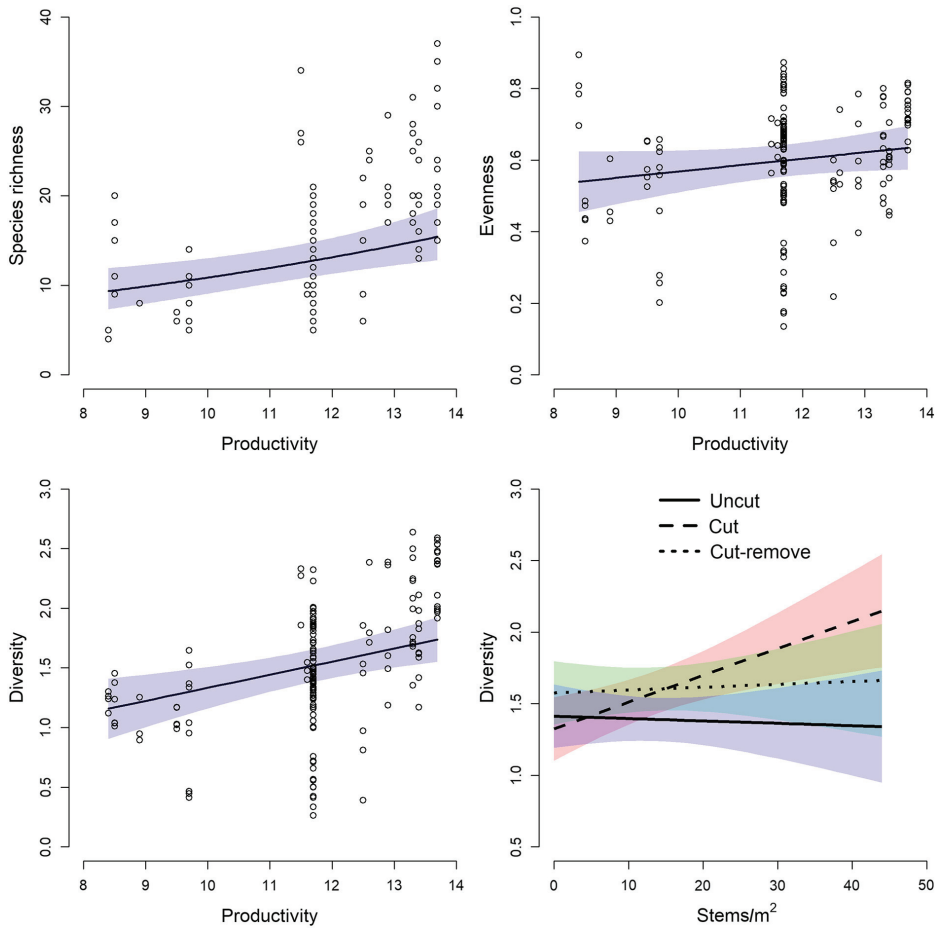 Species richness
40
30
20
10
0
8 9 10 11 12 13 14
Productivity
Evenness
1.0
0.8
0.6
0.4
0.2
0.0
8 9 10 11 12 13 14
Productivity
Diversity
3.0
2.5
2.0
1.5
1.0
0.5
0.0
8 9 10 11 12 13 14
Productivity
Diversity
3.0
2.5
2.0
1.5
1.0
0.5
Uncut
Cut
Cut-remove
0 10 20 30 40 50
Stems/m²